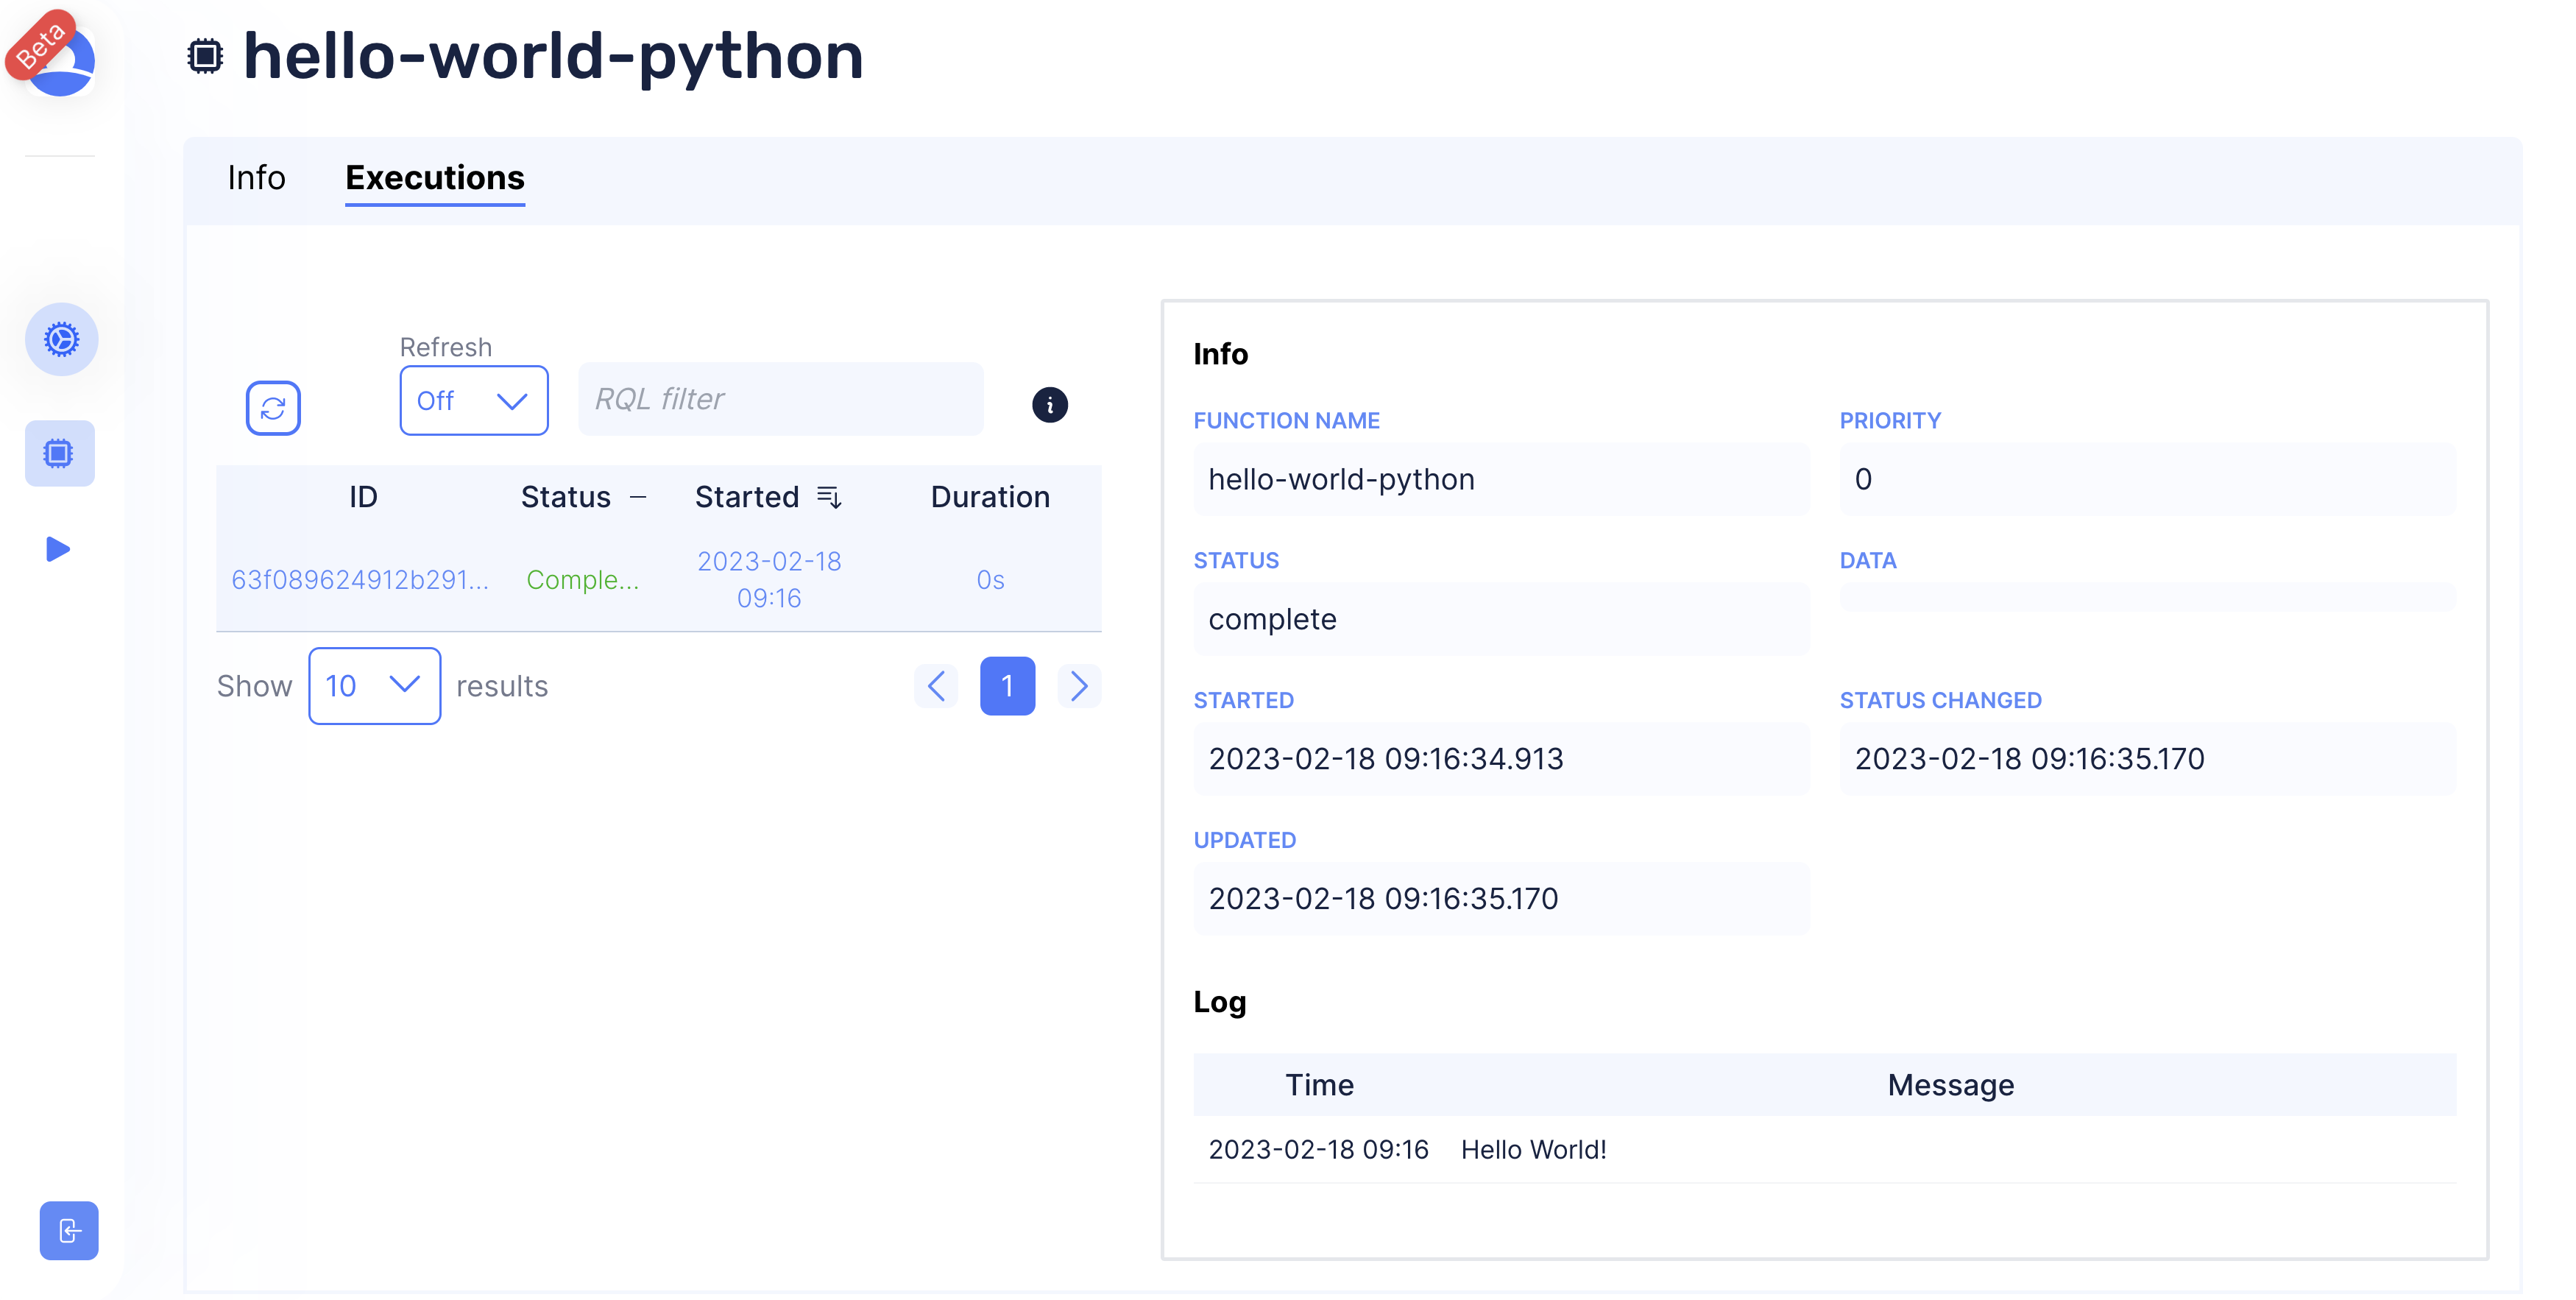 Beta
hello-world-python
Info Executions
Refresh
Off
RQL filter
ID Status Started Duration
63f089624912b291... Comple... 2023-02-18 09:16 0s
Show 10 results
1
Info
FUNCTION NAME PRIORITY
hello-world-python 0
STATUS DATA
complete
STARTED STATUS CHANGED
2023-02-18 09:16:34.913 2023-02-18 09:16:35.170
UPDATED
2023-02-18 09:16:35.170
Log
Time Message
2023-02-18 09:16 Hello World!